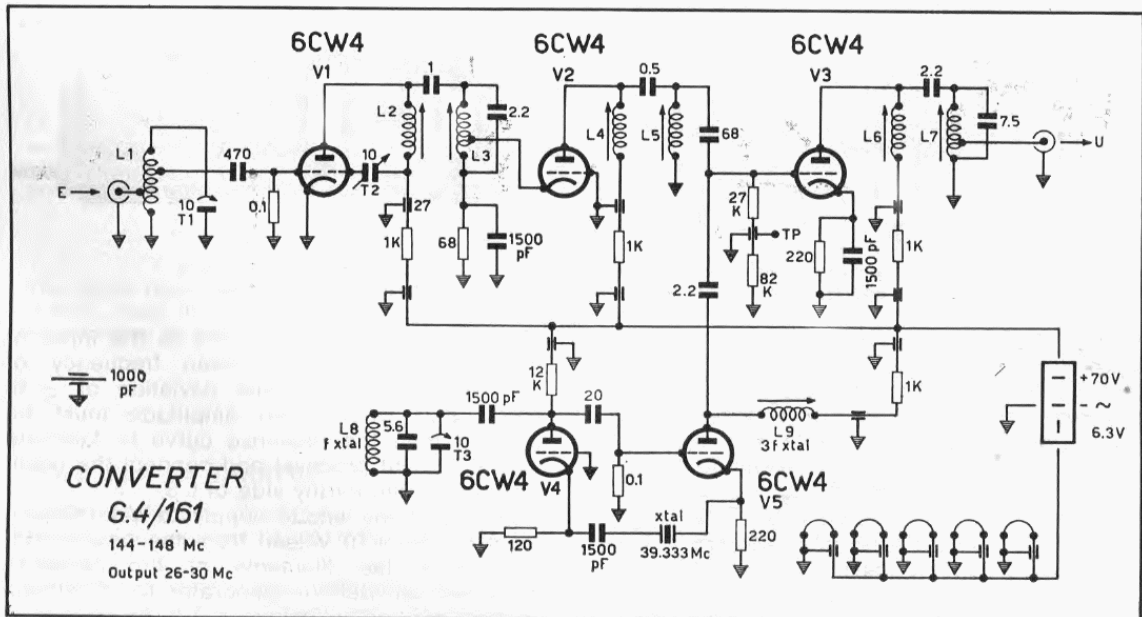 6CW4
V1
6CW4
V2
6CW4
V3
1
2.2
0.5
2.2
7.5
L1
L2
L3
L4
L5
L6
L7
E
U
470
10
T1
0.1
10
T2
27
1K
68
1500
pF
1K
68
27
K
TP
82
K
2.2
220
1500 pF
1K
1K
1000
pF
12
K
1500 pF
20
L8
f xtal
5.6
10
T3
6CW4
V4
0.1
6CW4
V5
L9
3F xtal
120
1500
pF
xtal
39.333 Mc
220
+70V
- ~
6.3V
CONVERTER
G.4/161
144-148 Mc
Output 26-30 Mc